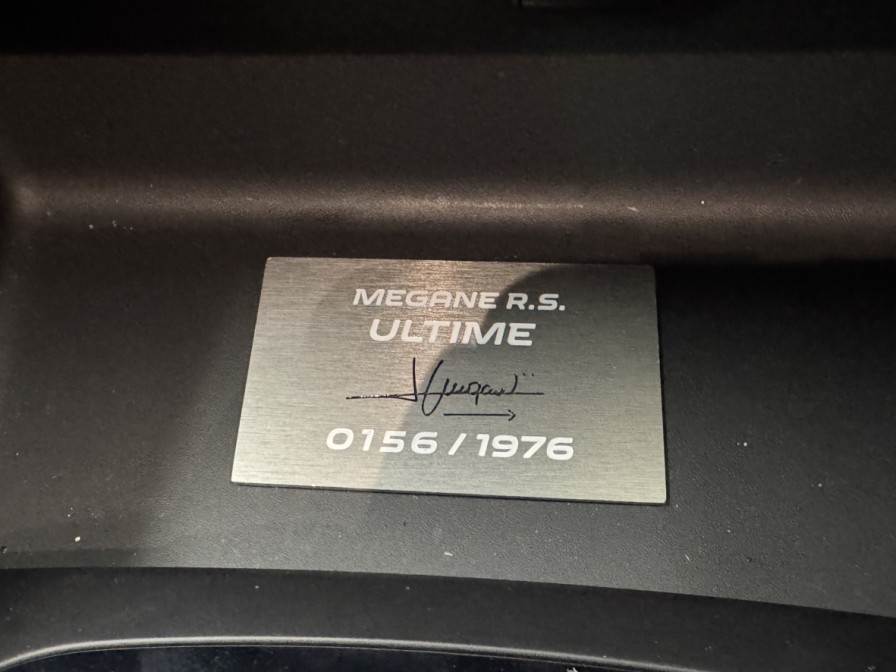 MEGANE R.S.
ULTIME
0156 / 1976